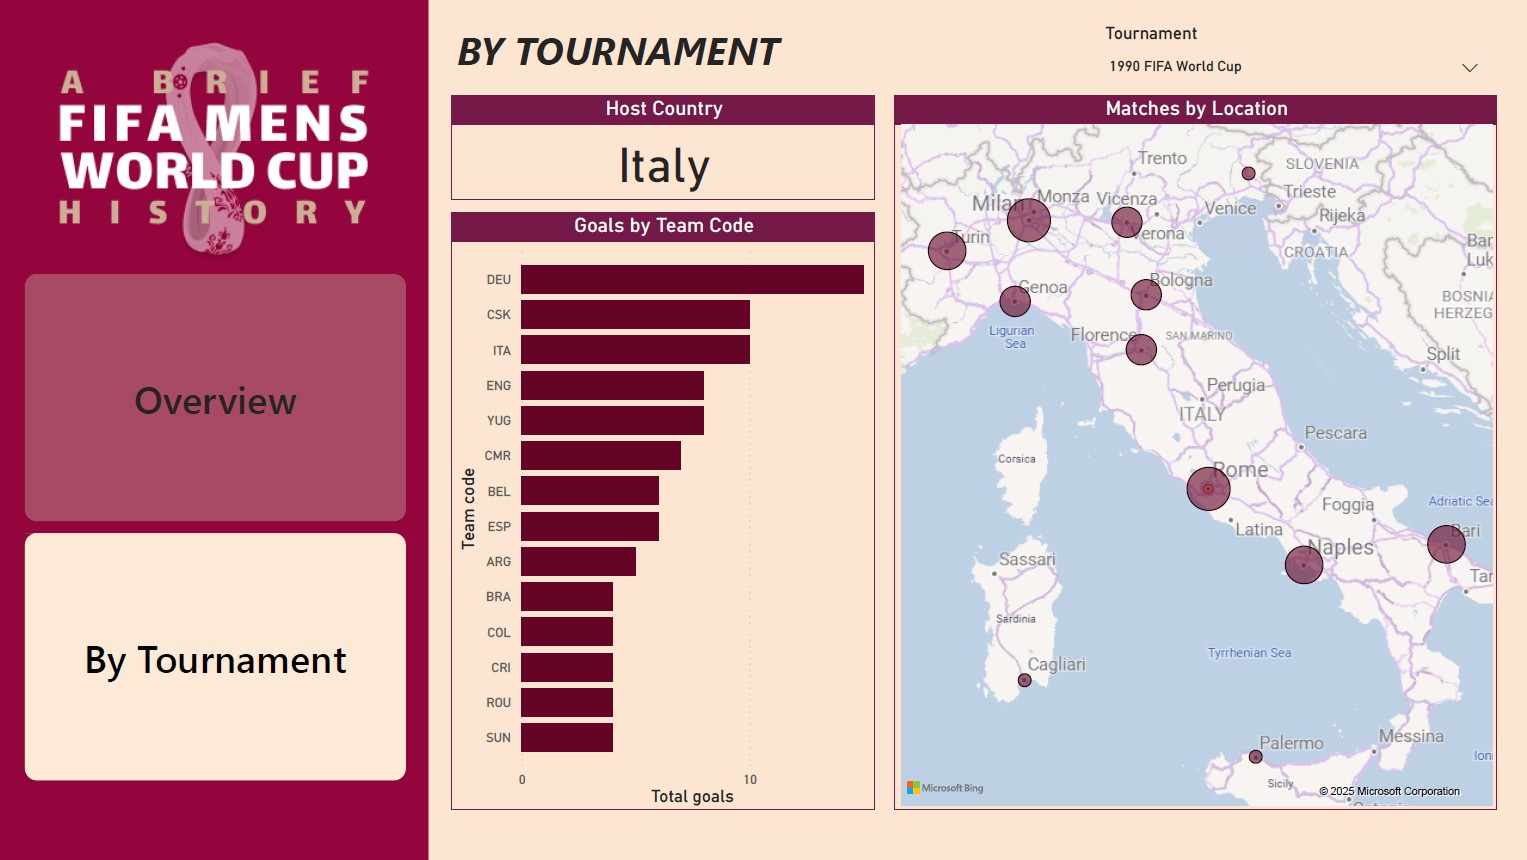 A BRIEF
FIFA MENS
WORLD CUP
HISTORY
Overview
By Tournament
BY TOURNAMENT
Tournament
1990 FIFA World Cup
Host Country
Italy
Goals by Team Code
DEU
CSK
ITA
ENG
YUG
CMR
BEL
ESP
ARG
BRA
COL
CRI
ROU
SUN
Team code
0 10
Total goals
Matches by Location
Trento
SLOVENIA
Milan
Monza
Vicenza
Trieste
Venice
Rijeka
Turin
Verona
CROATIA
Bar
Luk
Bologna
Genoa
BOSNIA
HERZEG
Ligurian
Sea
Florence
SAN MARINO
Split
Perugia
ITALY
Pescara
Corsica
Rome
Foggia
Adriatic Sea
Latina
Bari
Naples
Sassari
Tar
Sardinia
Tyrrhenian Sea
Cagliari
Palermo
Messina
Ion
Sicily
Microsoft Bing
© 2025 Microsoft Corporation